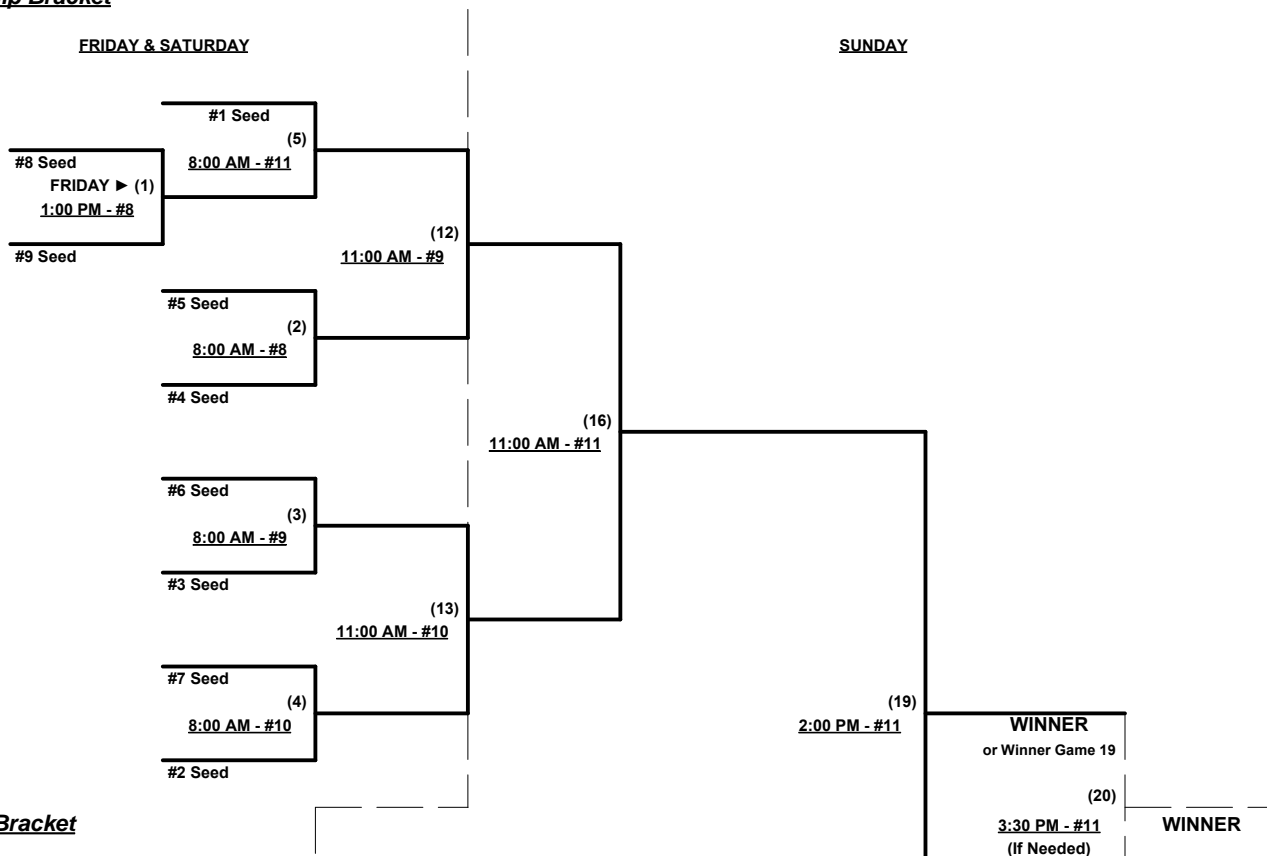 Bracket
FRIDAY & SATURDAY
SUNDAY
#1 Seed
(5)
8:00 AM - #11
#8 Seed
FRIDAY ► (1)
1:00 PM - #8
#9 Seed
(12)
11:00 AM - #9
#5 Seed
(2)
8:00 AM - #8
#4 Seed
(16)
11:00 AM - #11
#6 Seed
(3)
8:00 AM - #9
#3 Seed
(13)
11:00 AM - #10
#7 Seed
(4)
8:00 AM - #10
#2 Seed
(19)
2:00 PM - #11
WINNER
or Winner Game 19
(20)
3:30 PM - #11
(If Needed)
WINNER
Bracket